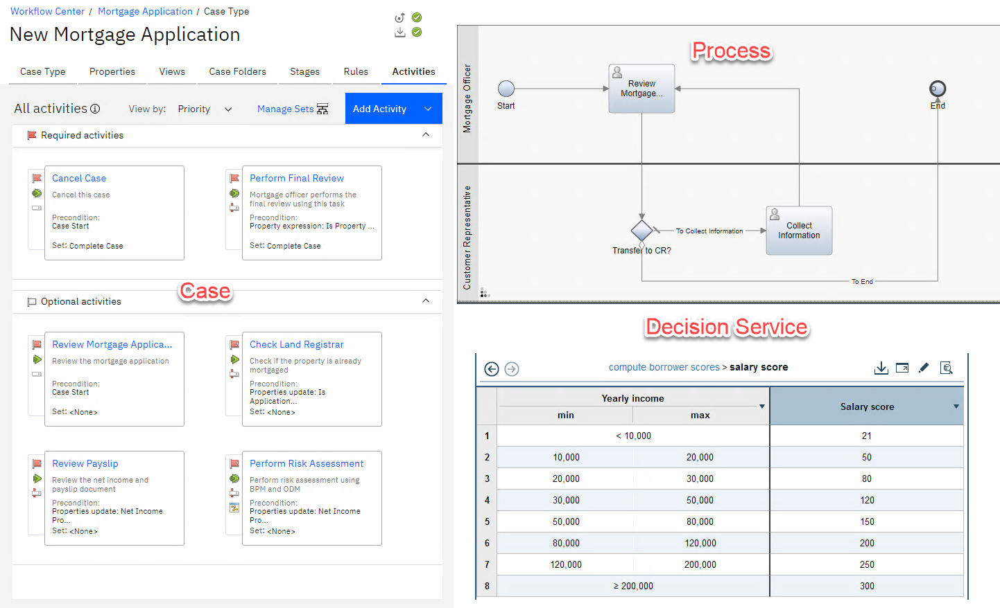 Workflow Center / Mortgage Application / Case Type
New Mortgage Application
Case Type Properties Views Case Folders Stages Rules Activities
All activities View by: Priority Manage Sets Add Activity
Required activities
Cancel Case
Cancel this case
Precondition:
Case Start
Set: Complete Case
Perform Final Review
Mortgage officer performs the
final review using this task
Precondition:
Property expression: Is Property ...
Set: Complete Case
Case
Optional activities
Review Mortgage Applica...
Review the mortgage application
Precondition:
Case Start
Set: <None>
Check Land Registrar
Check if the property is already
mortgaged
Precondition:
Properties update: Is
Application...
Set: <None>
Review Payslip
Review the net income and
payslip document
Precondition:
Properties update: Net Income
Pro...
Set: <None>
Perform Risk Assessment
Perform risk assessment using
BPM and ODM
Precondition:
Properties update: Net Income
Pro...
Set: <None>
Process
Mortgage Officer
Start
Review
Mortgage...
End
Customer Representative
Transfer to CR?
To Collect Information
Collect
Information
To End
Decision Service
compute borrower scores > salary score
Yearly income Salary score
min max
1 < 10,000 21
2 10,000 20,000 50
3 20,000 30,000 80
4 30,000 50,000 120
5 50,000 80,000 150
6 80,000 120,000 200
7 120,000 200,000 250
8 ≥ 200,000 300